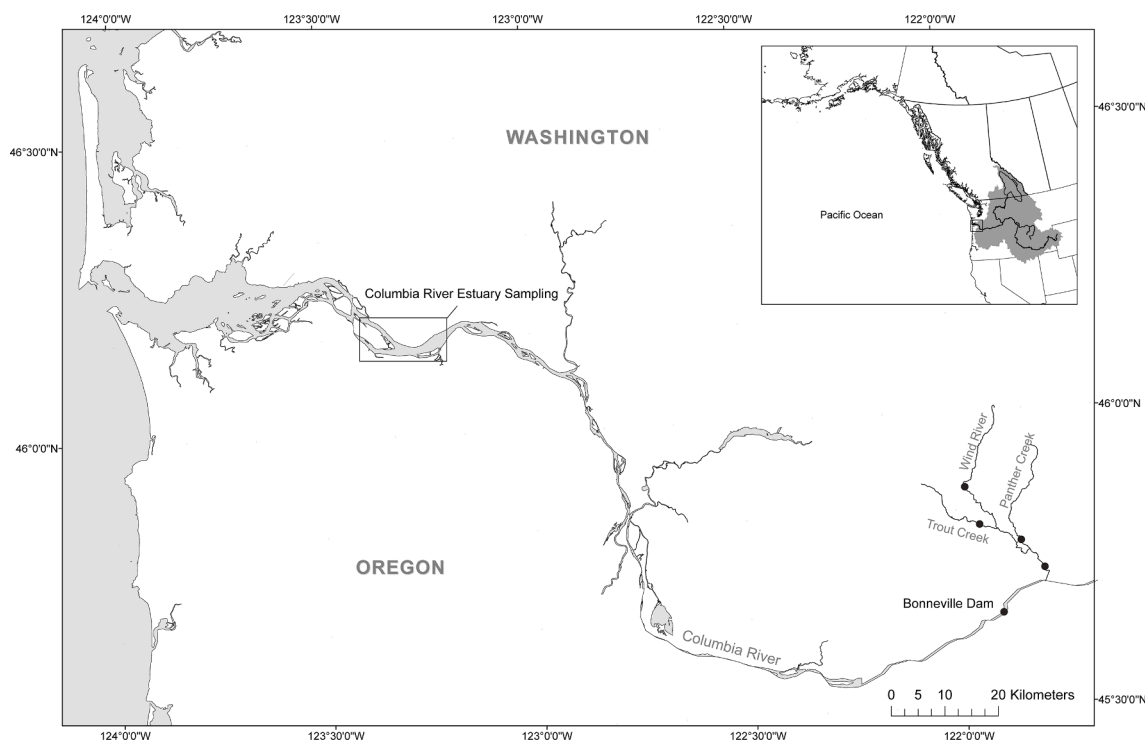 124°0'0"W
123°30'0"W
123°0'0"W
122°30'0"W
122°0'0"W
46°30'0"N
WASHINGTON
46°30'0"N
Pacific Ocean
Columbia River Estuary Sampling
46°0'0"N
46°0'0"N
Wind River
Panther Creek
Trout Creek
OREGON
Bonneville Dam
Columbia River
0 5 10 20 Kilometers
45°30'0"N
124°0'0"W
123°30'0"W
123°0'0"W
122°30'0"W
122°0'0"W